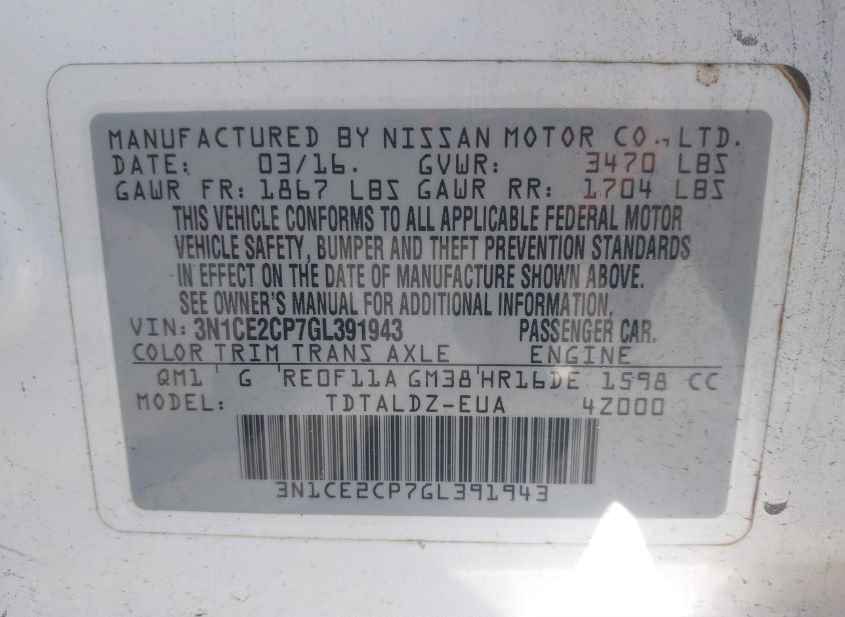 MANUFACTURED BY NISSAN MOTOR CO., LTD.
DATE: 03/16. GVWR: 3470 LBS
GAWR FR: 1867 LBS GAWR RR: 1704 LBS
THIS VEHICLE CONFORMS TO ALL APPLICABLE FEDERAL MOTOR
VEHICLE SAFETY, BUMPER AND THEFT PREVENTION STANDARDS
IN EFFECT ON THE DATE OF MANUFACTURE SHOWN ABOVE.
SEE OWNER'S MANUAL FOR ADDITIONAL INFORMATION.
VIN: 3N1CE2CP7GL391943 PASSENGER CAR.
COLOR TRIM TRANS AXLE ENGINE
QM1 G RE0F11A GM38 HR16DE 1598 CC
MODEL: TDTALDZ-EUA 4Z000
3N1CE2CP7GL391943